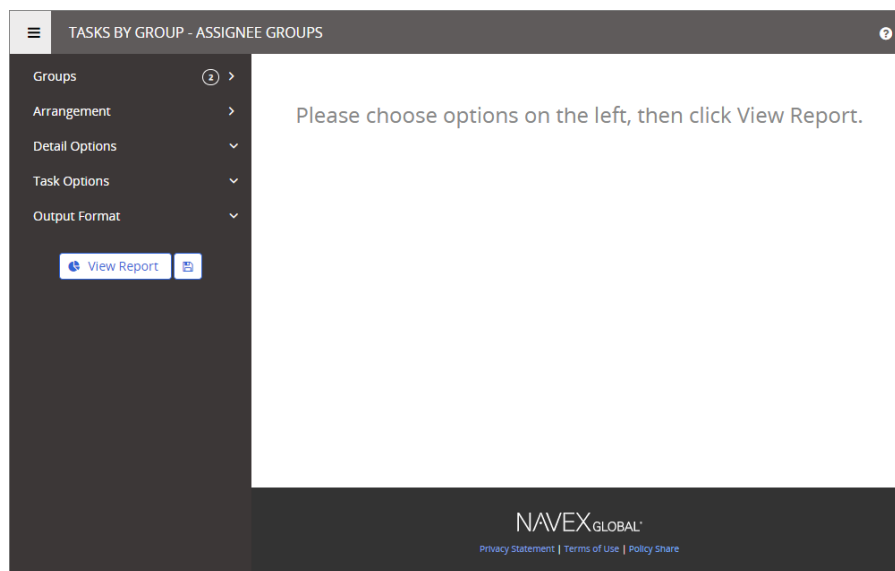 TASKS BY GROUP - ASSIGNEE GROUPS
Groups 2
Arrangement
Detail Options
Task Options
Output Format
View Report
Please choose options on the left, then click View Report.
NAVEX GLOBAL®
Privacy Statement | Terms of Use | Policy Share